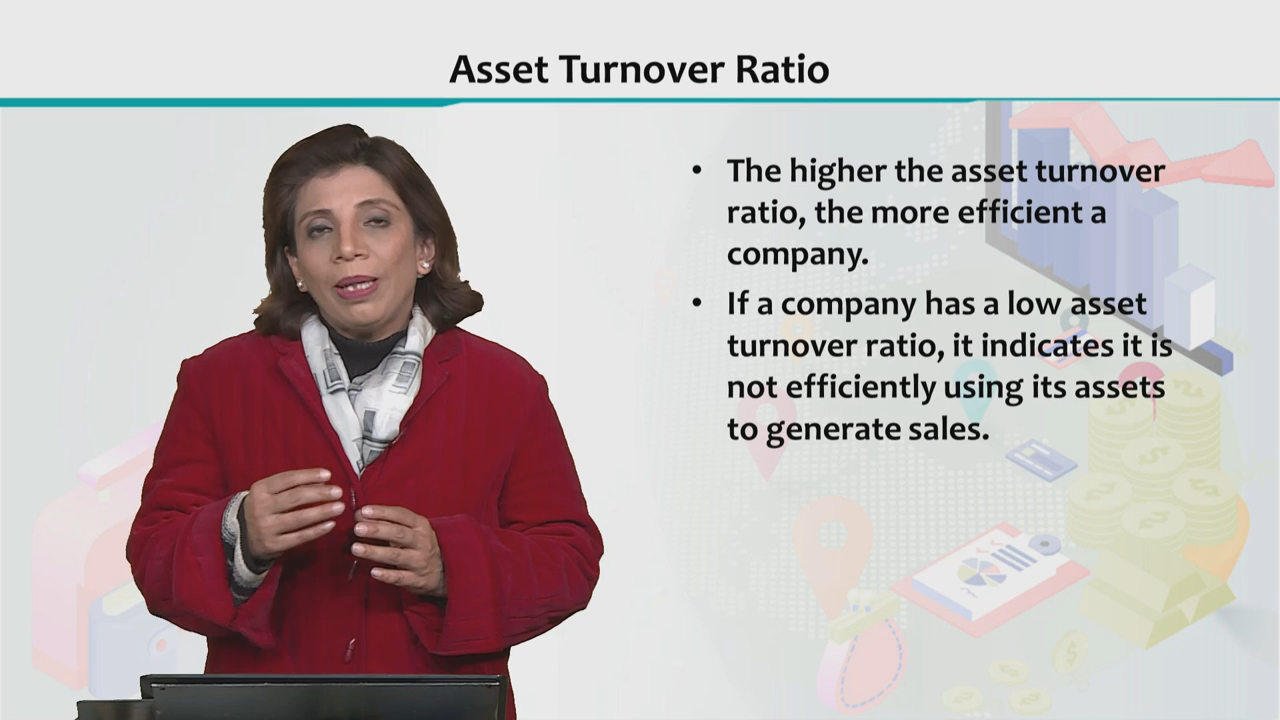 Asset Turnover Ratio
• The higher the asset turnover
ratio, the more efficient a
company.
• If a company has a low asset
turnover ratio, it indicates it is
not efficiently using its assets
to generate sales.